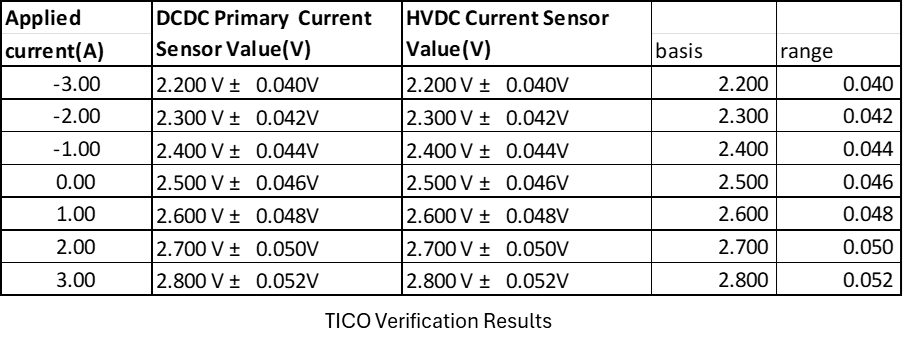 Applied current(A) DCDC Primary Current Sensor Value(V) HVDC Current Sensor Value(V) basis range
-3.00 2.200 V ± 0.040V 2.200 V ± 0.040V 2.200 0.040
-2.00 2.300 V ± 0.042V 2.300 V ± 0.042V 2.300 0.042
-1.00 2.400 V ± 0.044V 2.400 V ± 0.044V 2.400 0.044
0.00 2.500 V ± 0.046V 2.500 V ± 0.046V 2.500 0.046
1.00 2.600 V ± 0.048V 2.600 V ± 0.048V 2.600 0.048
2.00 2.700 V ± 0.050V 2.700 V ± 0.050V 2.700 0.050
3.00 2.800 V ± 0.052V 2.800 V ± 0.052V 2.800 0.052
TICO Verification Results